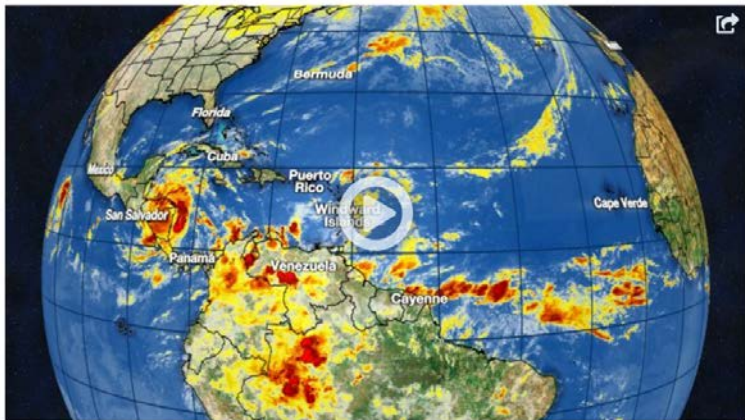 Bermuda
Florida
Cuba
Mexico
Puerto
Rico
Windward
Islands
Cape Verde
San Salvador
Panama
Venezuela
Cayenne